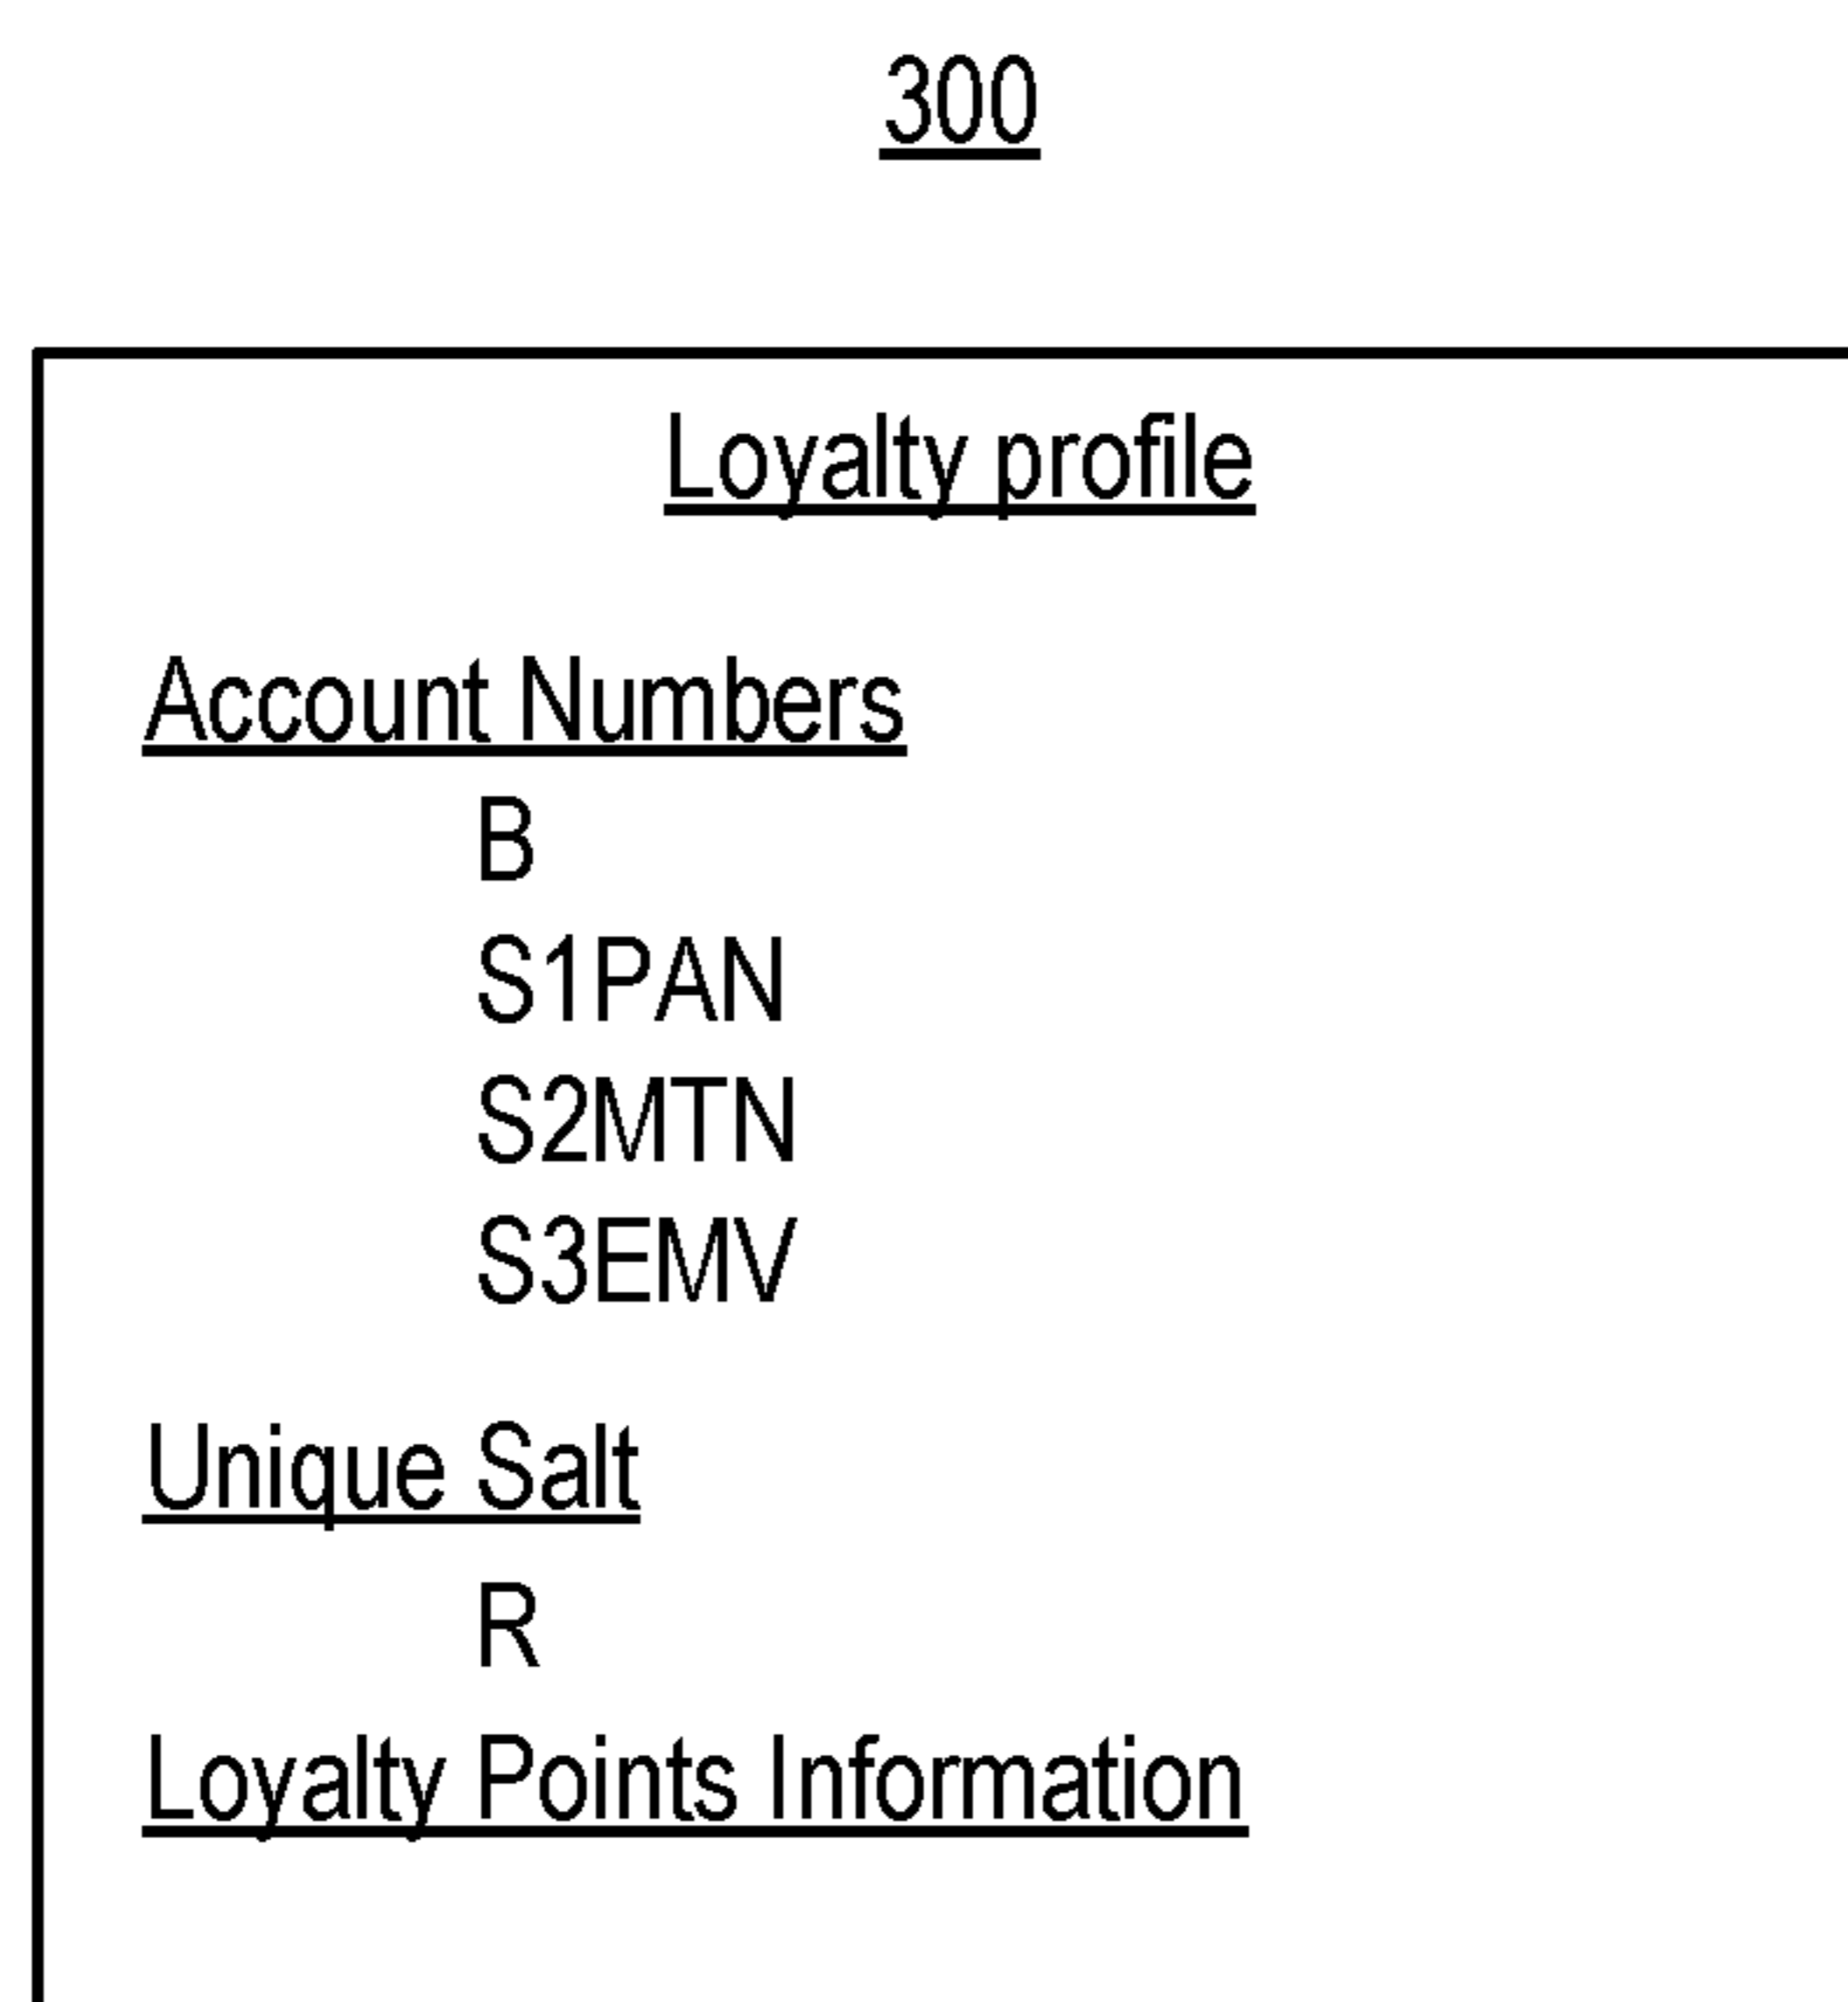 300
Loyalty profile
Account Numbers
B
S1PAN
S2MTN
S3EMV
Unique Salt
R
Loyalty Points Information